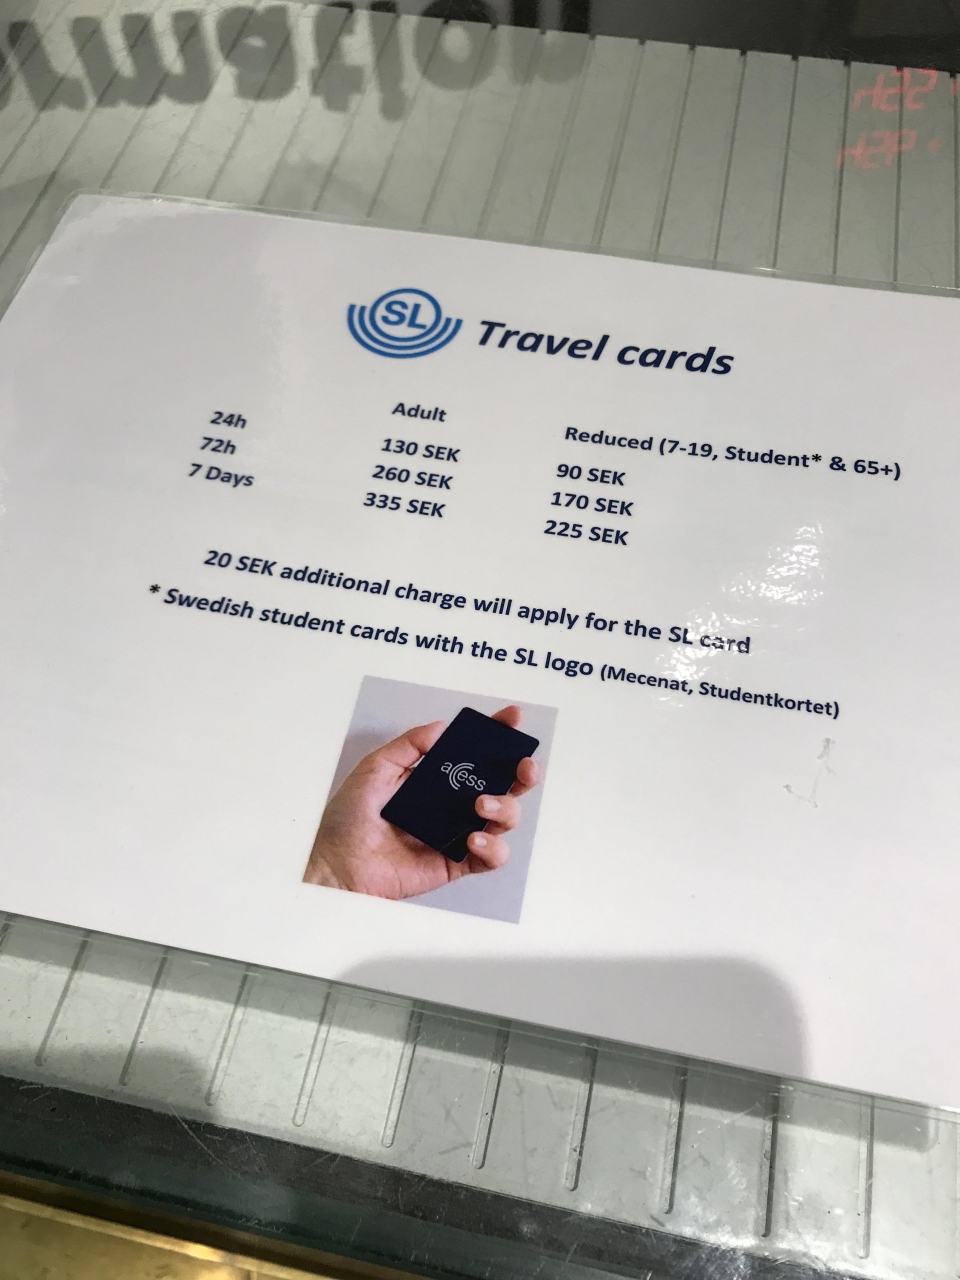 rmation
SL
Travel cards
Adult
Reduced (7-19, Student* & 65+)
24h 130 SEK 90 SEK
72h 260 SEK 170 SEK
7 Days 335 SEK 225 SEK
20 SEK additional charge will apply for the SL card
* Swedish student cards with the SL logo (Mecenat, Studentkortet)
access